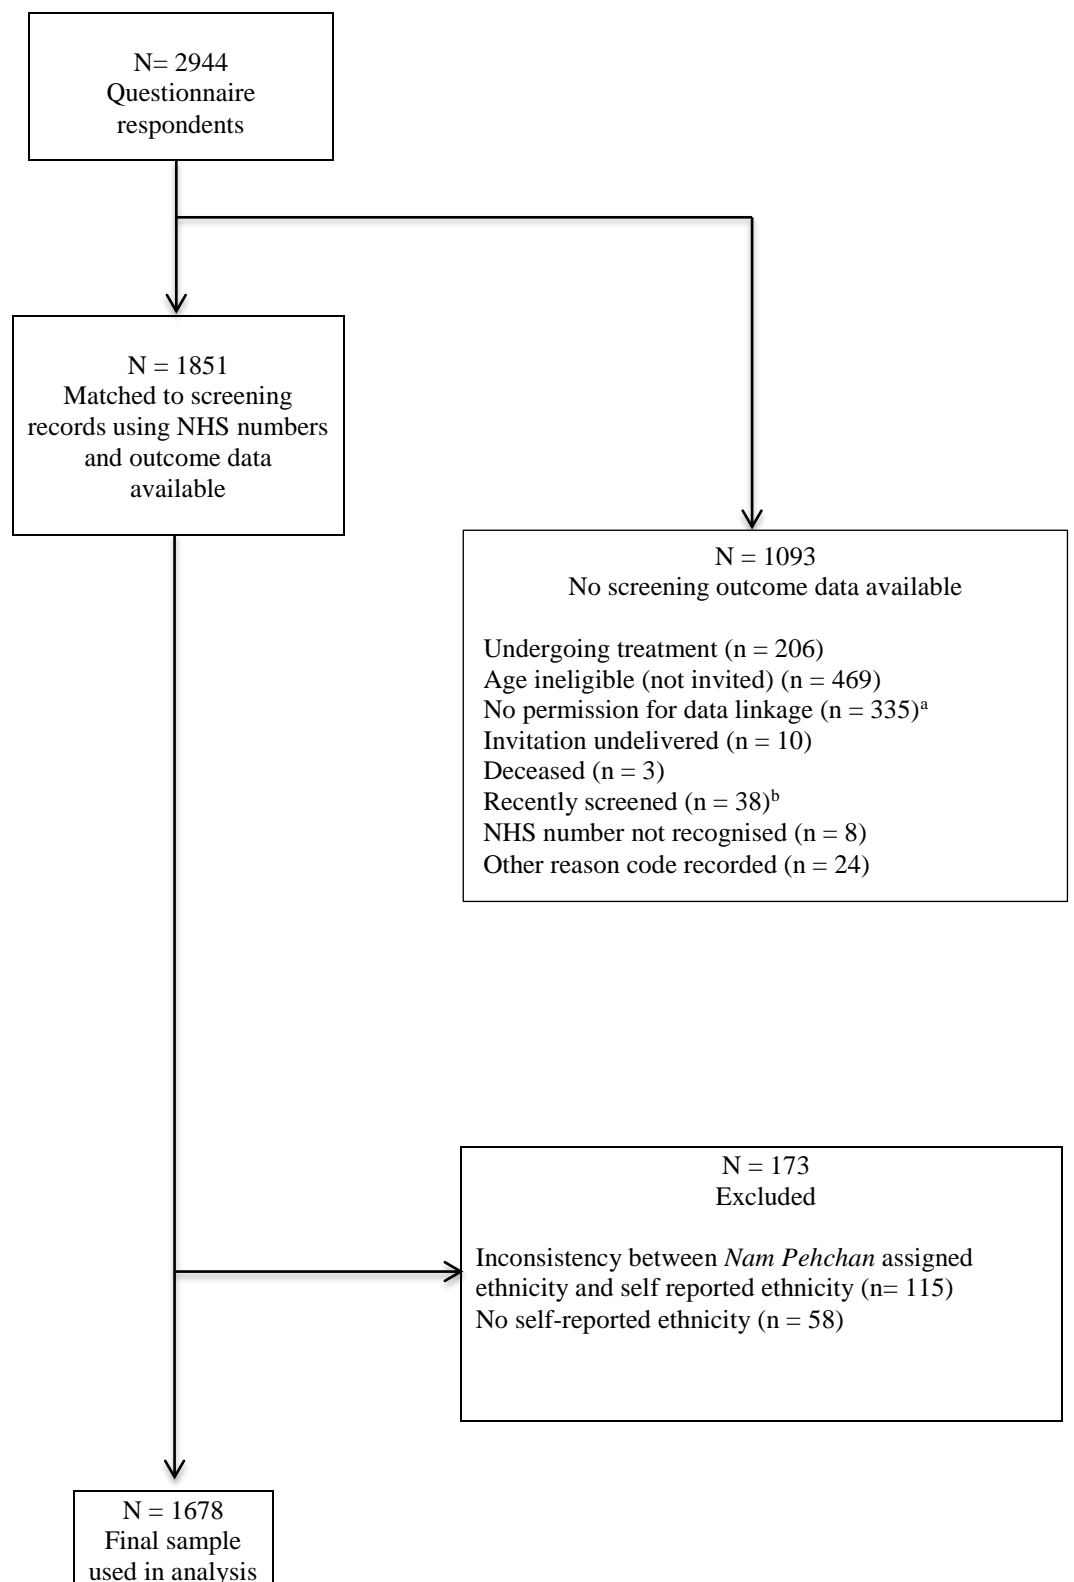 N= 2944
Questionnaire
respondents
N = 1851
Matched to screening
records using NHS numbers
and outcome data
available
N = 1093
No screening outcome data available
Undergoing treatment (n = 206)
Age ineligible (not invited) (n = 469)
No permission for data linkage (n = 335)ᵃ
Invitation undelivered (n = 10)
Deceased (n = 3)
Recently screened (n = 38)ᵇ
NHS number not recognised (n = 8)
Other reason code recorded (n = 24)
N = 173
Excluded
Inconsistency between Nam Pehchan assigned
ethnicity and self reported ethnicity (n= 115)
No self-reported ethnicity (n = 58)
N = 1678
Final sample
used in analysis